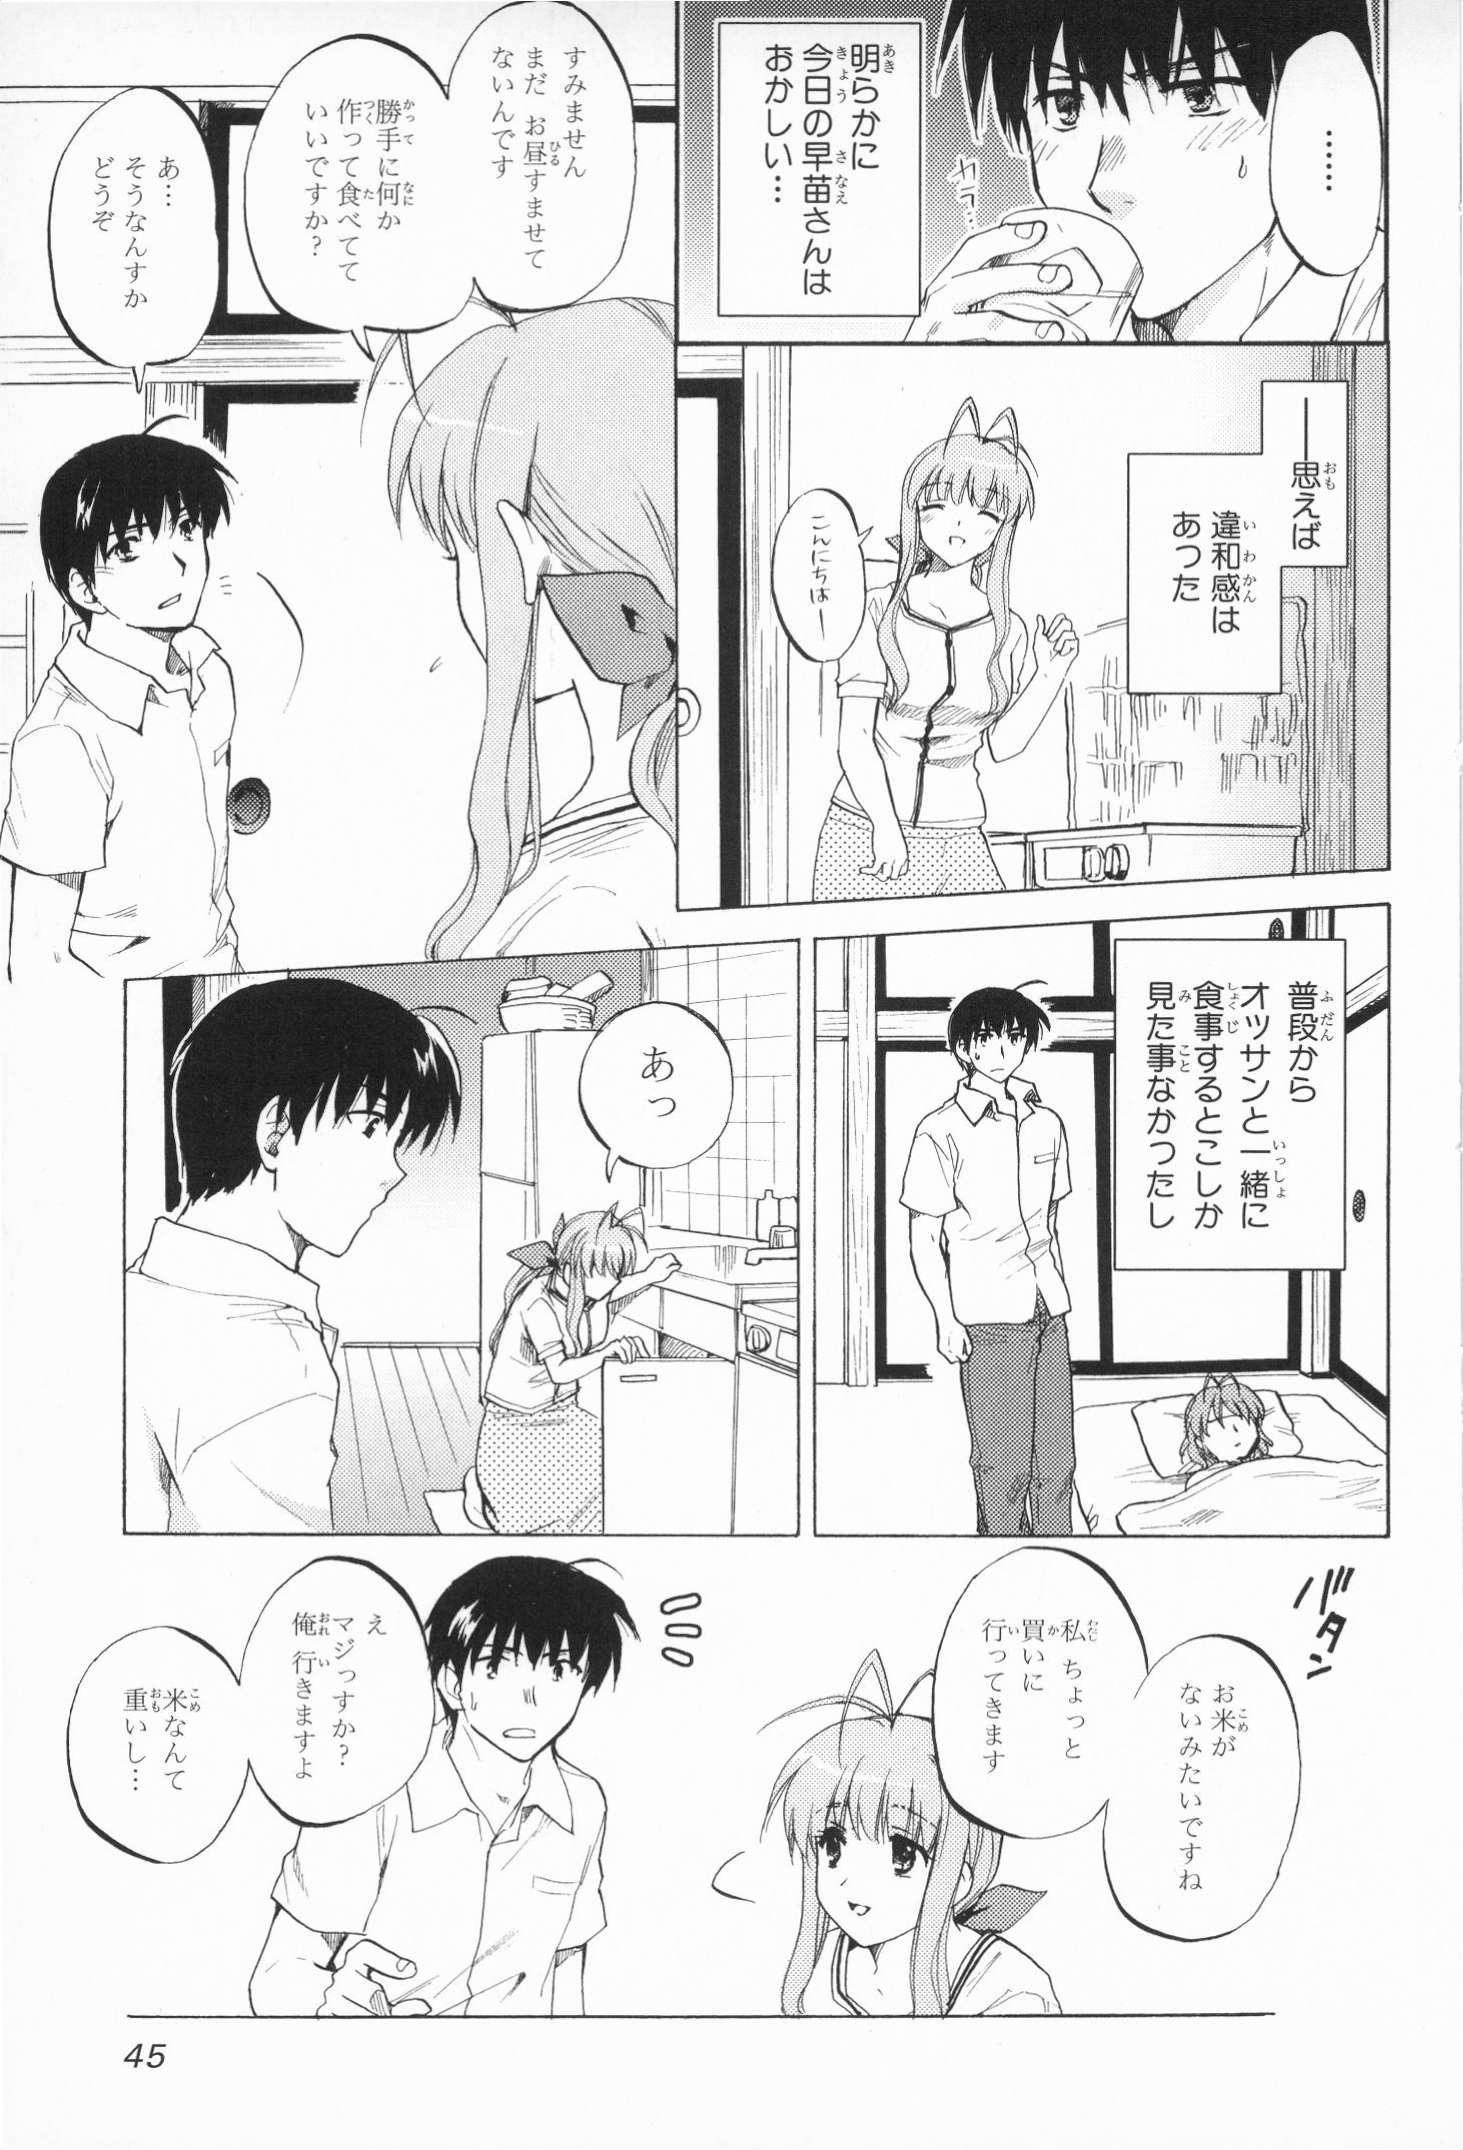 ……
明らかに
今日の早苗さんは
おかしい…
カラ…
――思えば
違和感は
あった
こんにちはー
すみません
まだ お昼すませて
ないんです
勝手に何か
作って食べてて
いいですか?
あ…
そうなんすか
どうぞ
普段から
オッサンと一緒に
食事するとこしか
見た事なかったし
あっ
バタン
お米が
ないみたいですね
私 ちょっと
買いに
行ってきます
え
マジっすか?
俺 行きますよ
米なんて
重いし…
45